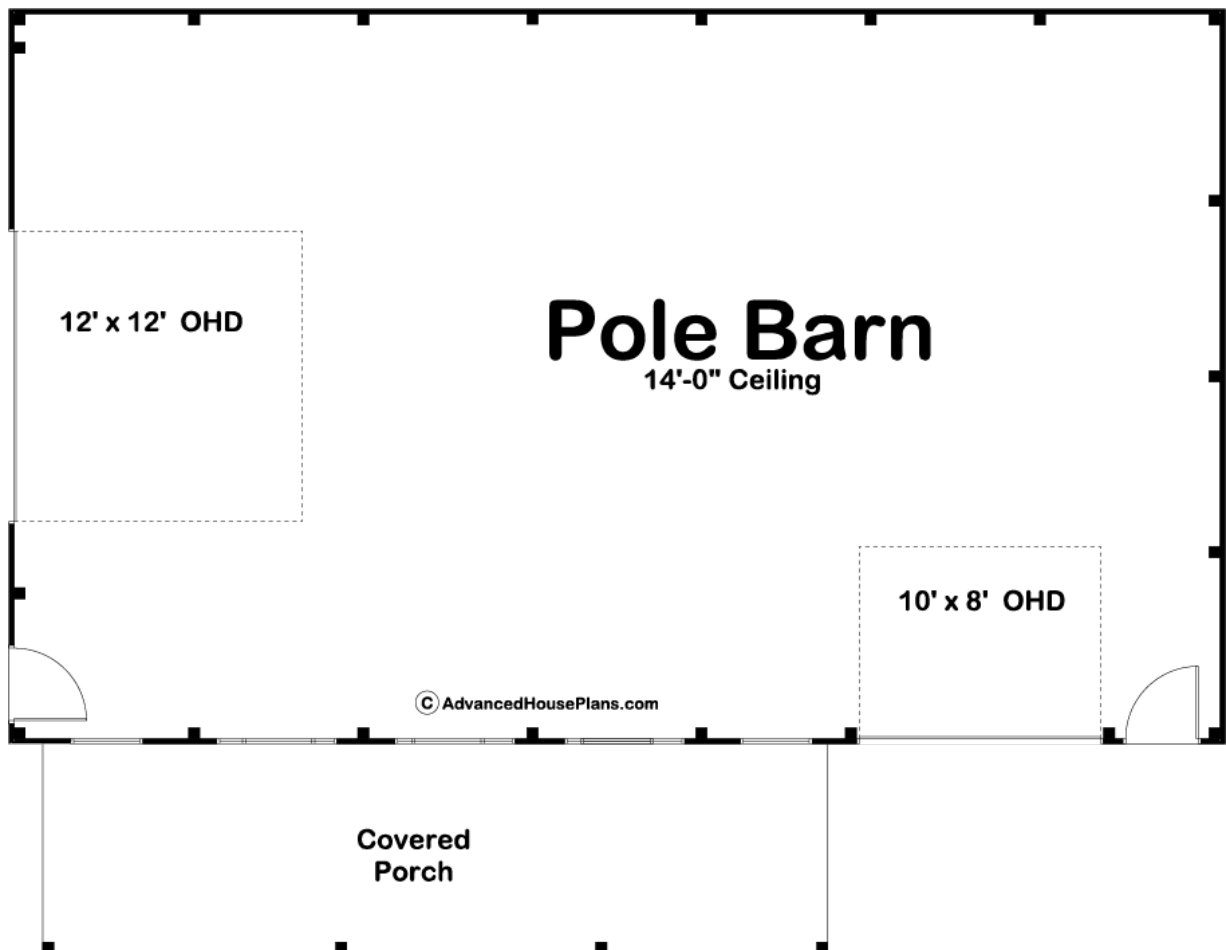 12' x 12' OHD
Pole Barn
14'-0" Ceiling
10' x 8' OHD
© AdvancedHousePlans.com
Covered
Porch